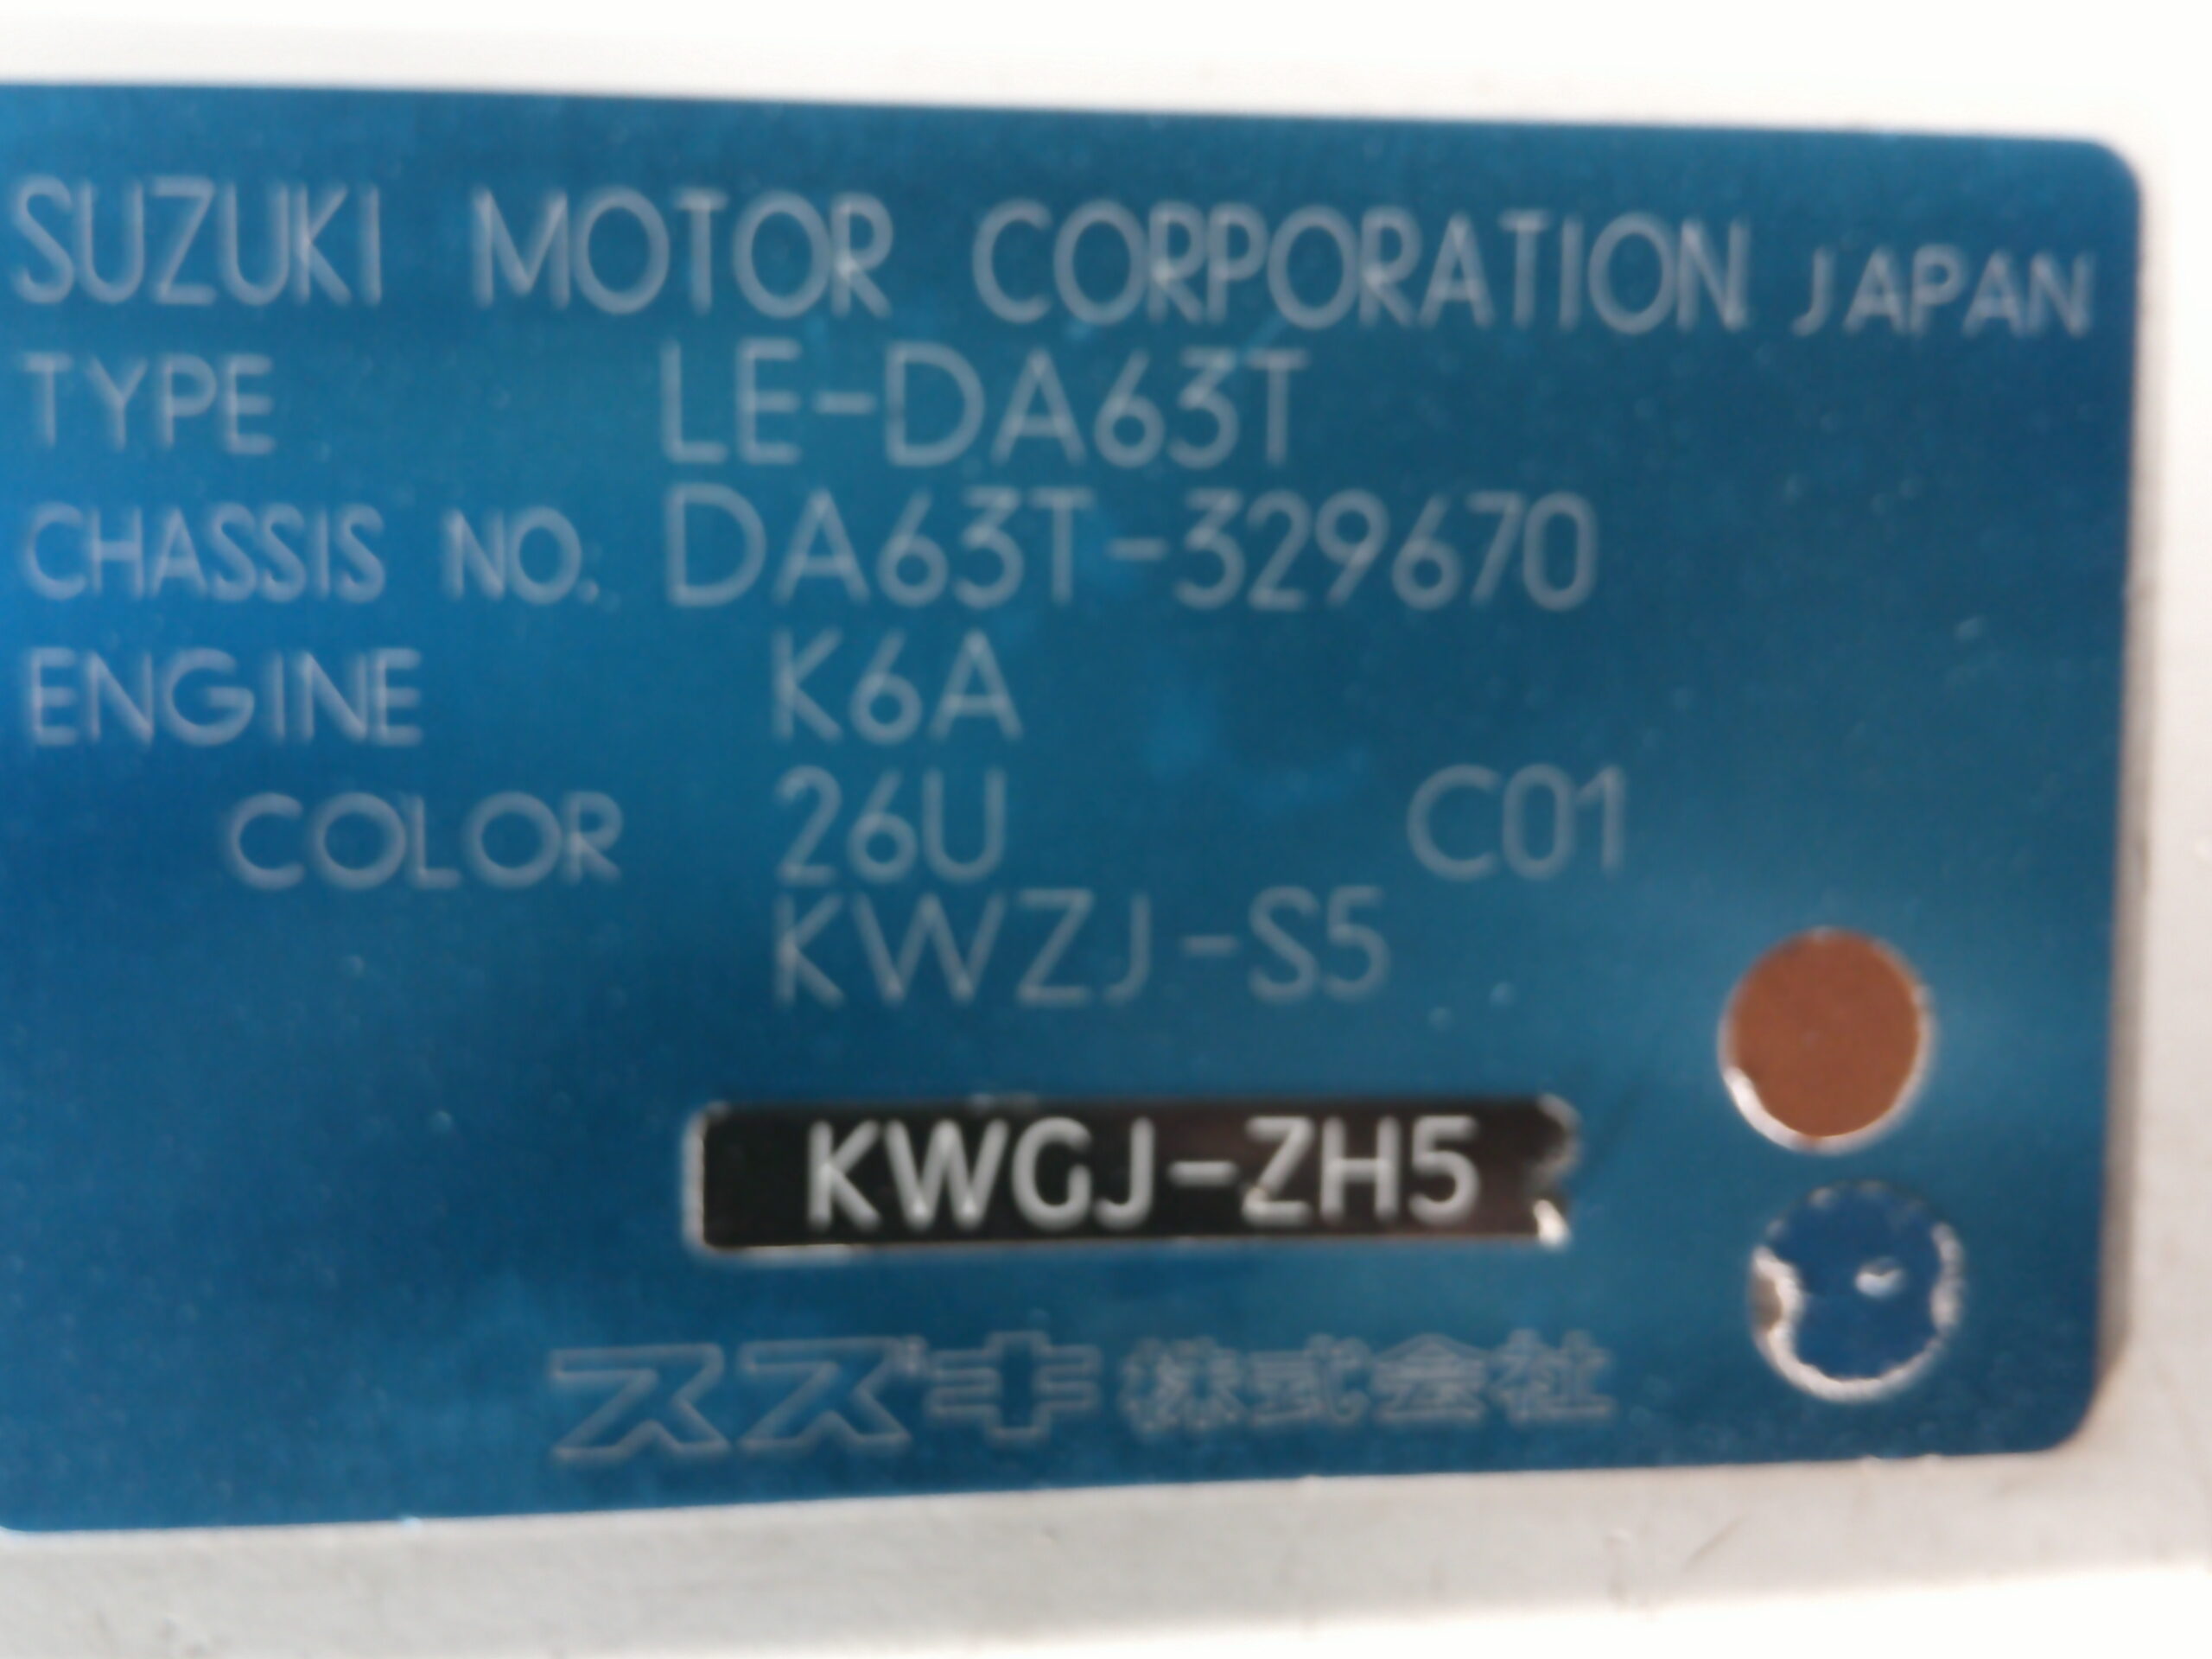 SUZUKI MOTOR CORPORATION JAPAN
TYPE LE-DA63T
CHASSIS NO. DA63T-329670
ENGINE K6A
COLOR 26U C01
KWZJ-S5
KWGJ-ZH5
スズキ株式会社